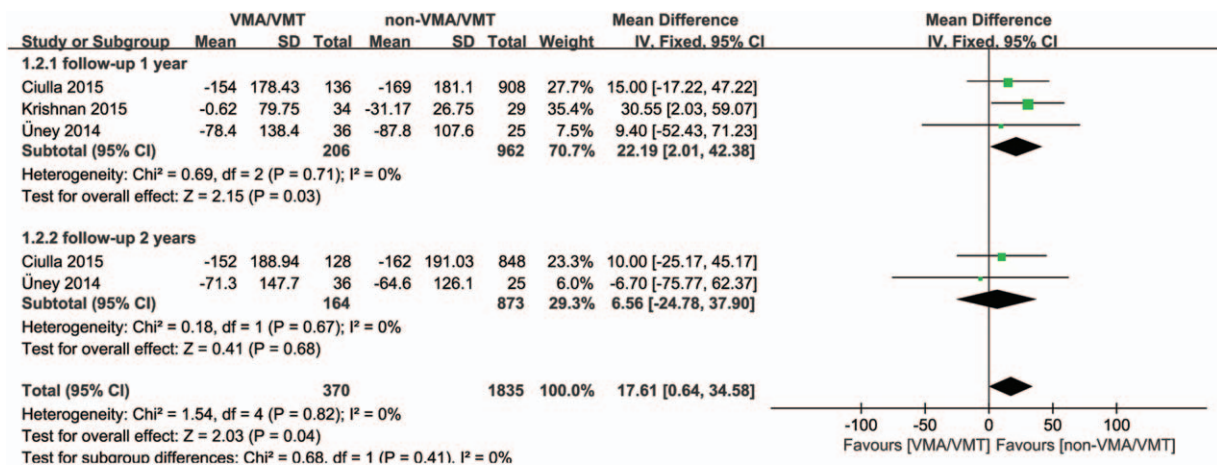 VMA/VMT non-VMA/VMT Mean Difference Mean Difference
Study or Subgroup Mean SD Total Mean SD Total Weight IV, Fixed, 95% CI IV, Fixed, 95% CI
1.2.1 follow-up 1 year
Ciulla 2015 -154 178.43 136 -169 181.1 908 27.7% 15.00 [-17.22, 47.22]
Krishnan 2015 -0.62 79.75 34 -31.17 26.75 29 35.4% 30.55 [2.03, 59.07]
Üney 2014 -78.4 138.4 36 -87.8 107.6 25 7.5% 9.40 [-52.43, 71.23]
Subtotal (95% CI) 206 962 70.7% 22.19 [2.01, 42.38]
Heterogeneity: Chi² = 0.69, df = 2 (P = 0.71); I² = 0%
Test for overall effect: Z = 2.15 (P = 0.03)
1.2.2 follow-up 2 years
Ciulla 2015 -152 188.94 128 -162 191.03 848 23.3% 10.00 [-25.17, 45.17]
Üney 2014 -71.3 147.7 36 -64.6 126.1 25 6.0% -6.70 [-75.77, 62.37]
Subtotal (95% CI) 164 873 29.3% 6.56 [-24.78, 37.90]
Heterogeneity: Chi² = 0.18, df = 1 (P = 0.67); I² = 0%
Test for overall effect: Z = 0.41 (P = 0.68)
Total (95% CI) 370 1835 100.0% 17.61 [0.64, 34.58]
Heterogeneity: Chi² = 1.54, df = 4 (P = 0.82); I² = 0%
Test for overall effect: Z = 2.03 (P = 0.04)
Test for subgroup differences: Chi² = 0.68, df = 1 (P = 0.41), I² = 0%
-100 -50 0 50 100
Favours [VMA/VMT] Favours [non-VMA/VMT]